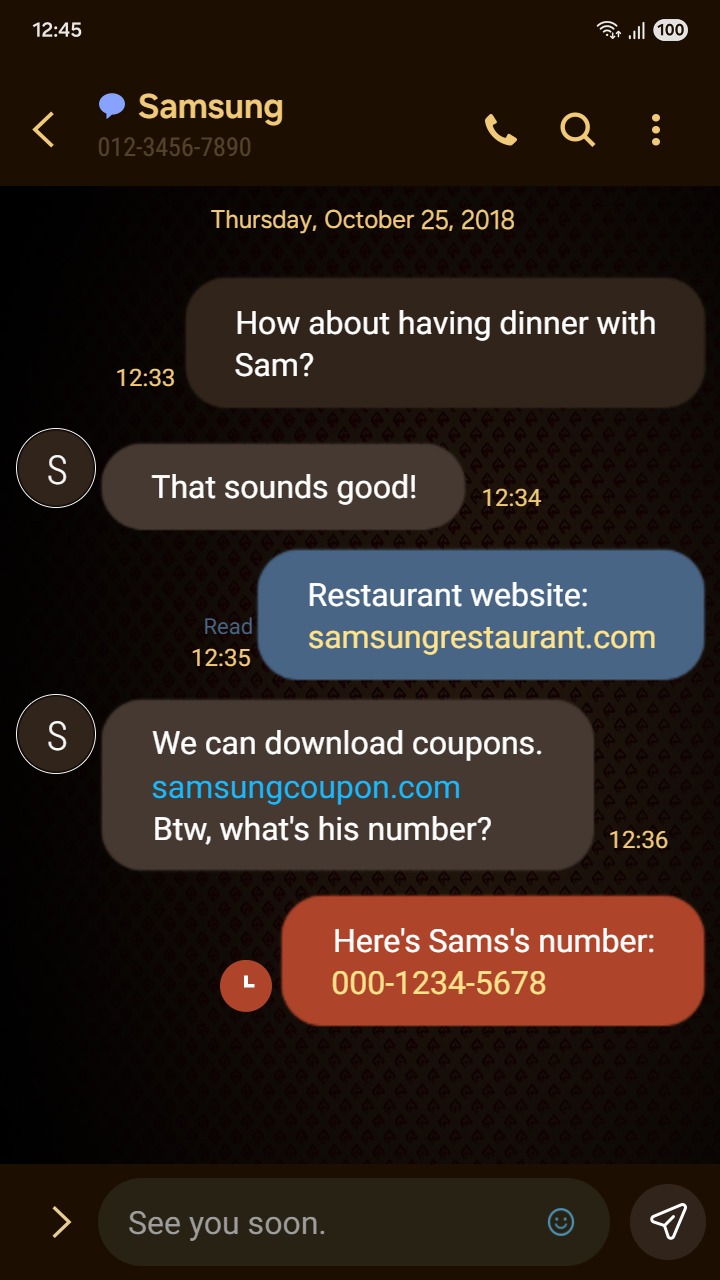 12:45
100
Samsung
012-3456-7890
Thursday, October 25, 2018
How about having dinner with
Sam?
12:33
S
That sounds good!
12:34
Restaurant website:
samsungrestaurant.com
Read
12:35
S
We can download coupons.
samsungcoupon.com
Btw, what's his number?
12:36
Here's Sams's number:
000-1234-5678
See you soon.